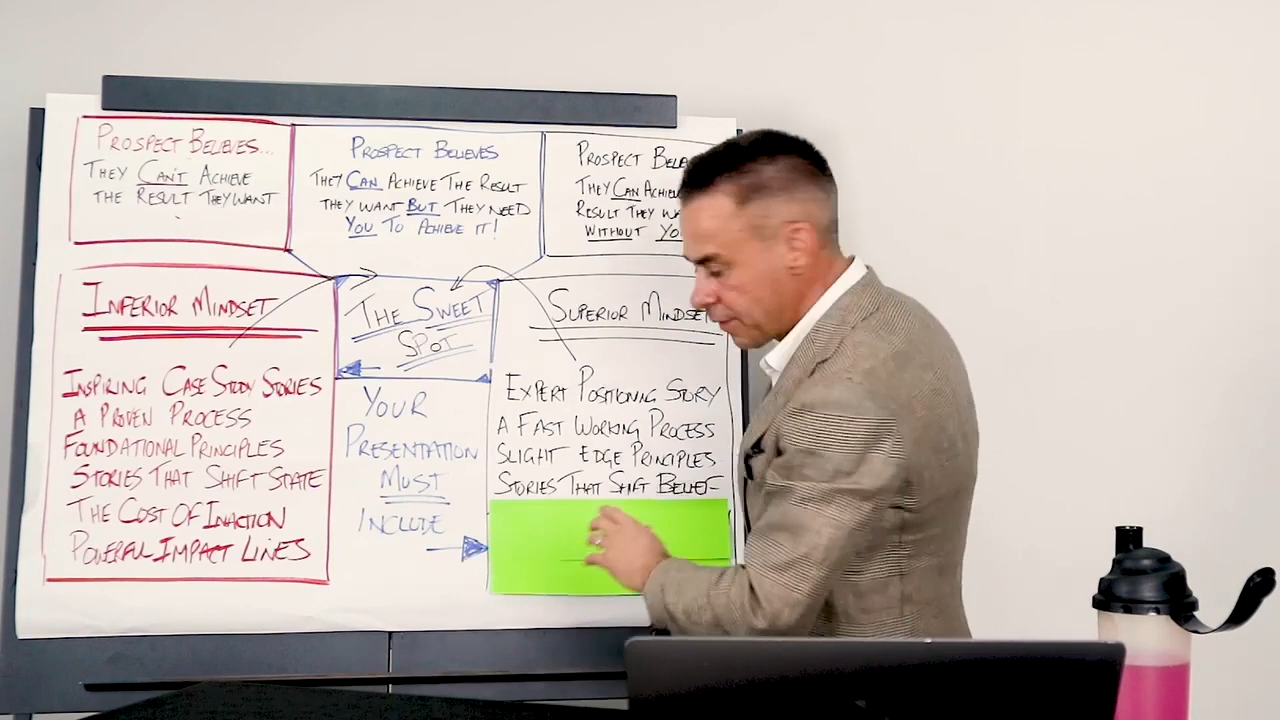 PROSPECT BELIEVES...
THEY CAN'T ACHIEVE
THE RESULT THEY WANT
PROSPECT BELIEVES
THEY CAN ACHIEVE THE RESULT
THEY WANT BUT THEY NEED
YOU TO ACHIEVE IT!
PROSPECT
THEY CAN
RESULT THEY
WITHOUT
INFERIOR MINDSET
INSPIRING CASE STUDY STORIES
A PROVEN PROCESS
FOUNDATIONAL PRINCIPLES
STORIES THAT SHIFT STATE
THE COST OF INACTION
POWERFUL IMPACT LINES
THE SWEET
SPOT
YOUR
PRESENTATION
MUST
INCLUDE
SUPERIOR MINDSET
EXPERT POSITIONING STORY
A FAST WORKING PROCESS
SLIGHT EDGE PRINCIPLES
STORIES THAT SHIFT BELIEF